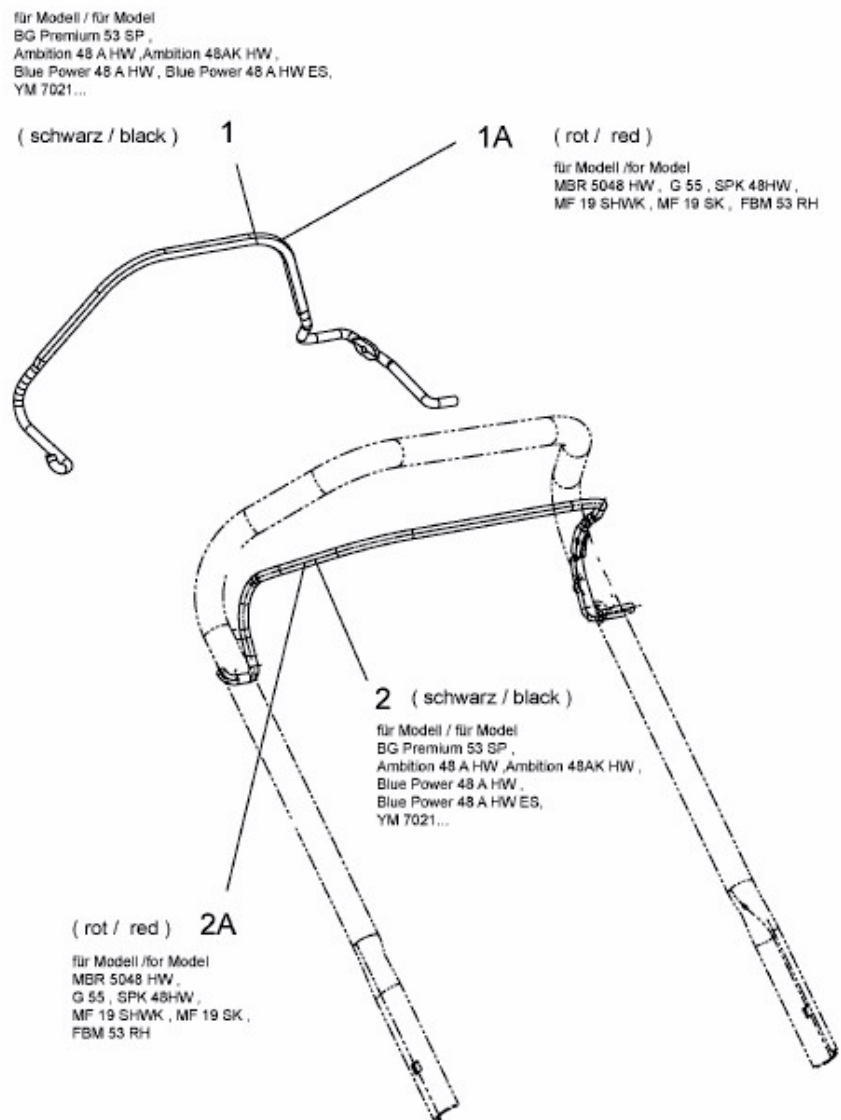 für Modell / für Model
BG Premium 53 SP ,
Ambition 48 A HW ,Ambition 48AK HW ,
Blue Power 48 A HW , Blue Power 48 A HW ES,
YM 7021...
( schwarz / black ) 1
1A ( rot / red )
für Modell /for Model
MBR 5048 HW , G 55 , SPK 48HW ,
MF 19 SHWK , MF 19 SK , FBM 53 RH
2 ( schwarz / black )
für Modell / für Model
BG Premium 53 SP ,
Ambition 48 A HW ,Ambition 48AK HW ,
Blue Power 48 A HW ,
Blue Power 48 A HW ES,
YM 7021...
( rot / red ) 2A
für Modell /for Model
MBR 5048 HW ,
G 55 , SPK 48HW ,
MF 19 SHWK , MF 19 SK ,
FBM 53 RH